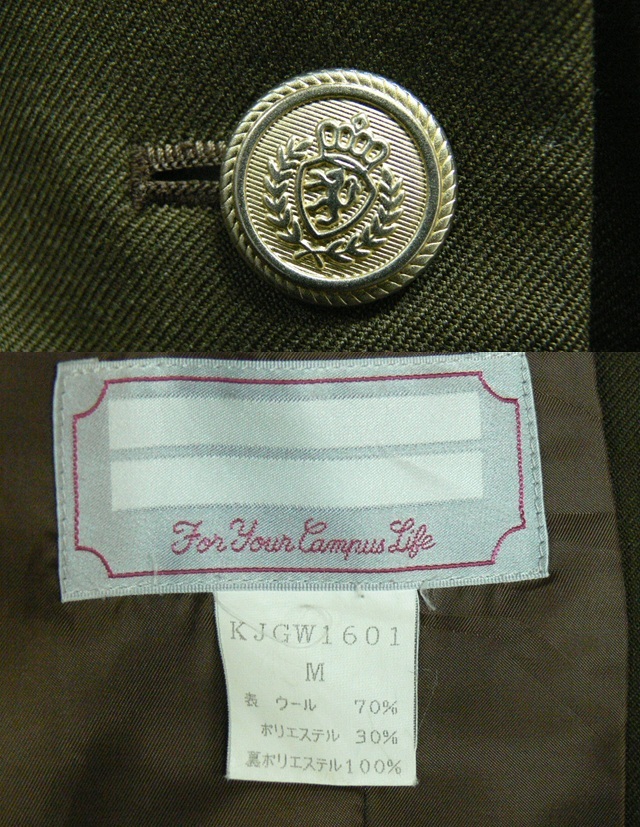 For Your Campus Life
KJGW1601
M
表 ウール 70%
ポリエステル 30%
裏ポリエステル100%